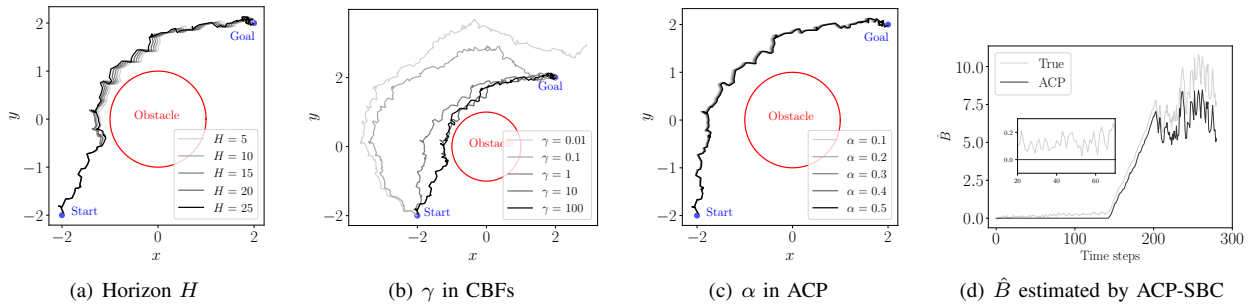 2
1
0
−1
−2
y
−2
0
2
x
Goal
Obstacle
Start
H = 5
H = 10
H = 15
H = 20
H = 25
(a) Horizon H
2
0
−2
y
−2
0
2
x
Goal
Obstacle
Start
γ = 0.01
γ = 0.1
γ = 1
γ = 10
γ = 100
(b) γ in CBFs
2
1
0
−1
−2
y
−2
0
2
x
Goal
Obstacle
Start
α = 0.1
α = 0.2
α = 0.3
α = 0.4
α = 0.5
(c) α in ACP
10.0
7.5
5.0
2.5
0.0
B̂
True
ACP
0.2
0.0
20
40
60
0
100
200
300
Time steps
(d) B̂ estimated by ACP-SBC